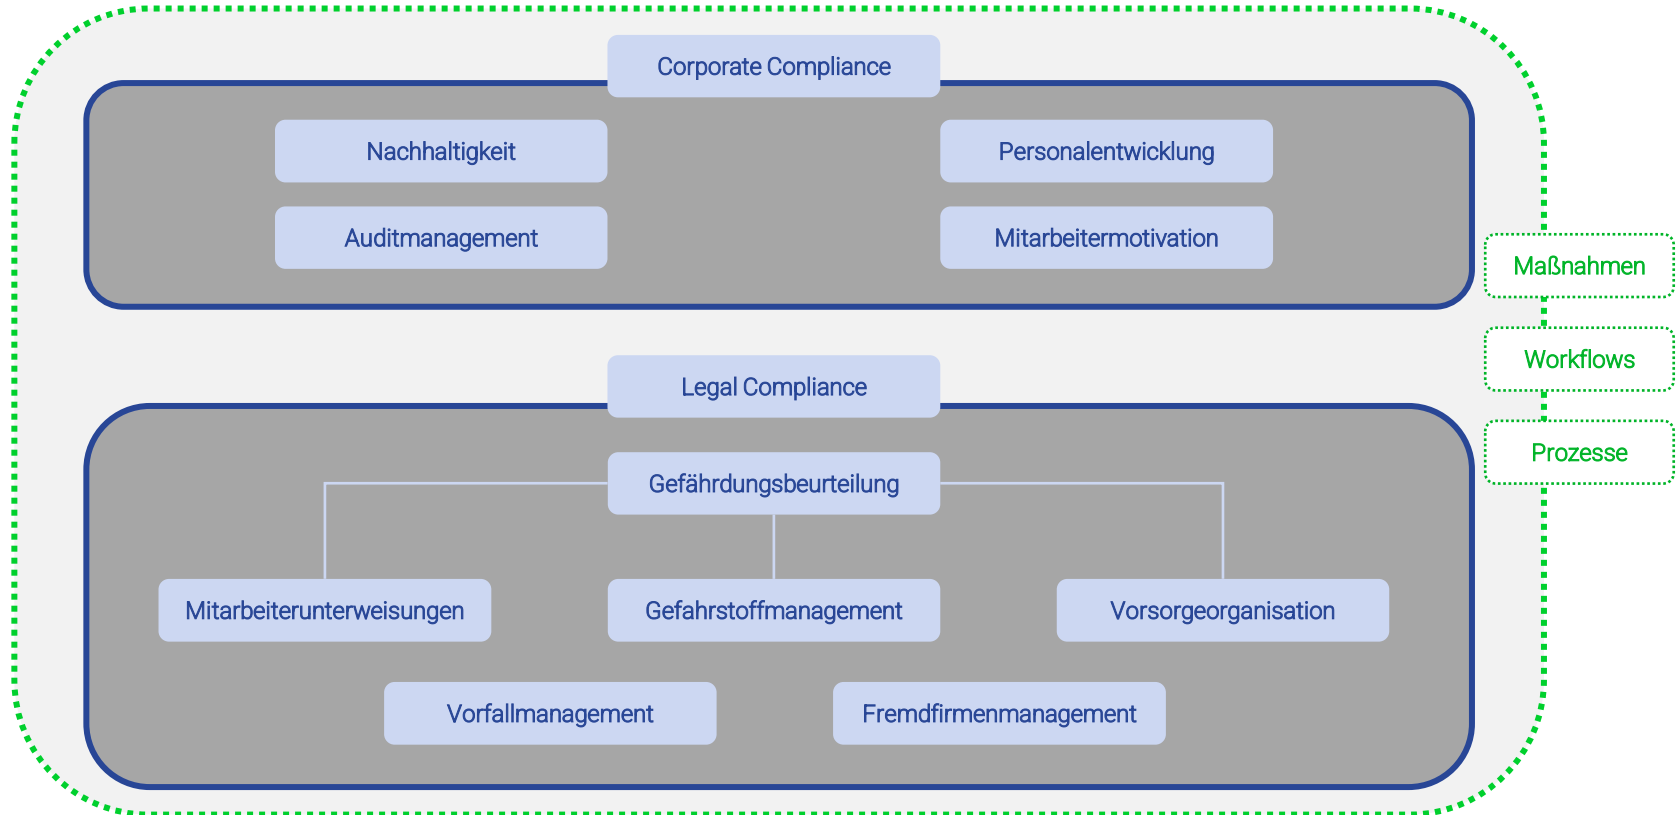 Corporate Compliance
Nachhaltigkeit
Personalentwicklung
Auditmanagement
Mitarbeitermotivation
Maßnahmen
Workflows
Legal Compliance
Prozesse
Gefährdungsbeurteilung
Mitarbeiterunterweisungen
Gefahrstoffmanagement
Vorsorgeorganisation
Vorfallmanagement
Fremdfirmenmanagement